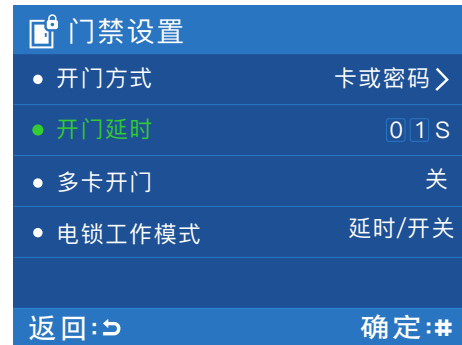 门禁设置
开门方式 卡或密码>
开门延时 01S
多卡开门 关
电锁工作模式 延时/开关
返回:⮌ 确定:#